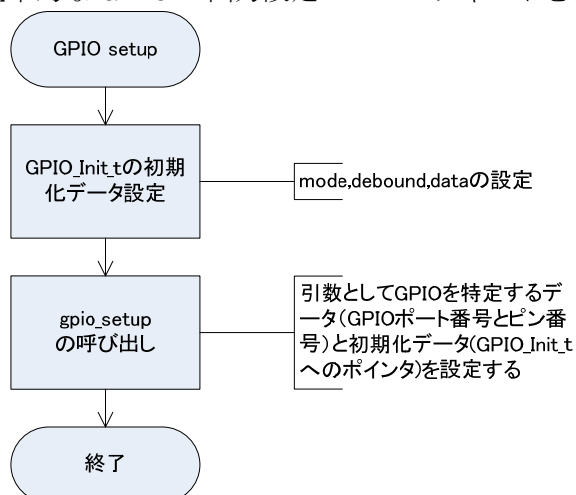 GPIO setup
GPIO_Init_tの初期
化データ設定
mode,debound,dataの設定
gpio_setup
の呼び出し
引数としてGPIOを特定するデ
ータ(GPIOポート番号とピン番
号)と初期化データ(GPIO_Init_t
へのポインタ)を設定する
終了